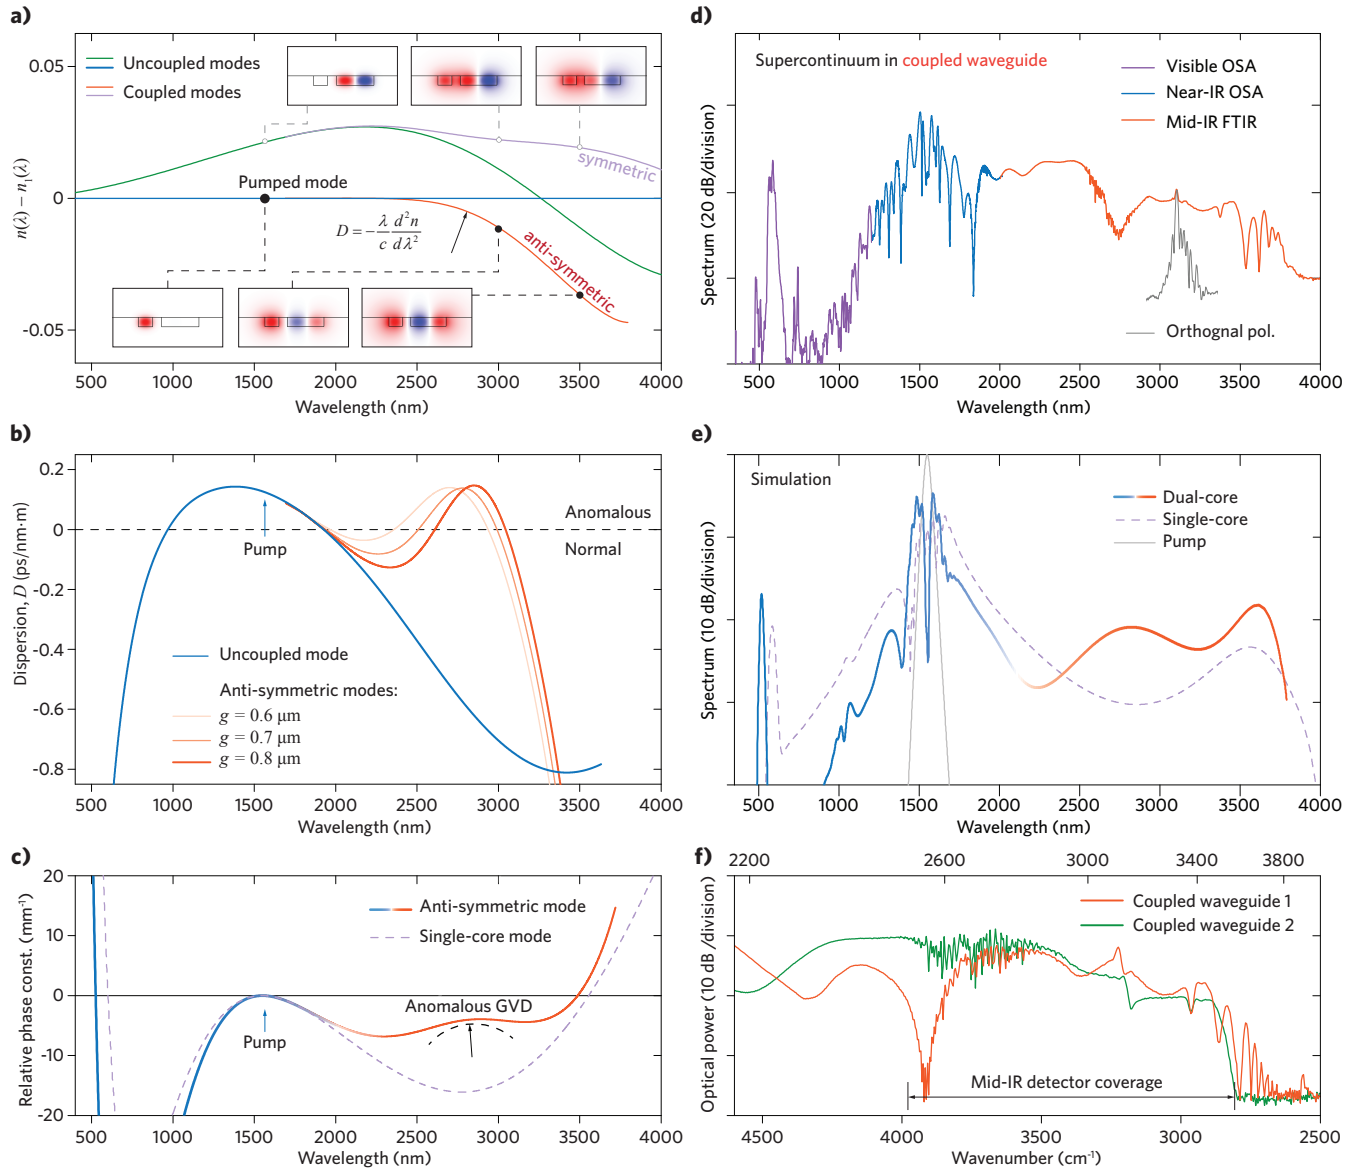 a)
0.05
0
-0.05
n(λ) − n₁(λ)
Uncoupled modes
Coupled modes
Pumped mode
symmetric
anti-symmetric
D = −λ/c d²n/dλ²
500 1000 1500 2000 2500 3000 3500 4000
Wavelength (nm)
b)
0.2
0
-0.2
-0.4
-0.6
-0.8
Dispersion, D (ps/nm·m)
Anomalous
Normal
Pump
Uncoupled mode
Anti-symmetric modes:
g = 0.6 µm
g = 0.7 µm
g = 0.8 µm
500 1000 1500 2000 2500 3000 3500 4000
Wavelength (nm)
c)
20
10
0
-10
-20
Relative phase const. (mm⁻¹)
Anti-symmetric mode
Single-core mode
Anomalous GVD
Pump
500 1000 1500 2000 2500 3000 3500 4000
Wavelength (nm)
d)
Spectrum (20 dB/division)
Supercontinuum in coupled waveguide
Visible OSA
Near-IR OSA
Mid-IR FTIR
Orthognal pol.
500 1000 1500 2000 2500 3000 3500 4000
Wavelength (nm)
e)
Spectrum (10 dB/division)
Simulation
Dual-core
Single-core
Pump
500 1000 1500 2000 2500 3000 3500 4000
Wavelength (nm)
f)
2200 2600 3000 3400 3800
Optical power (10 dB /division)
Coupled waveguide 1
Coupled waveguide 2
Mid-IR detector coverage
4500 4000 3500 3000 2500
Wavenumber (cm⁻¹)